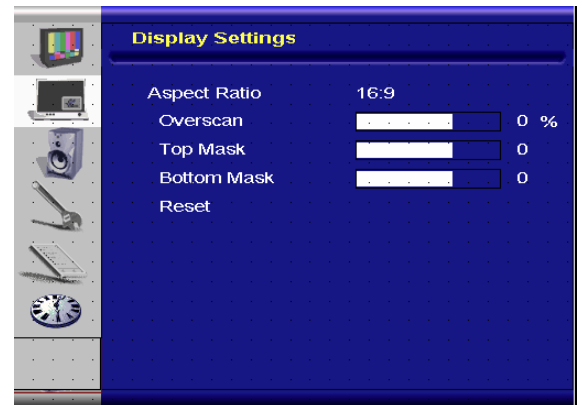 Display Settings
Aspect Ratio 16:9
Overscan 0 %
Top Mask 0
Bottom Mask 0
Reset